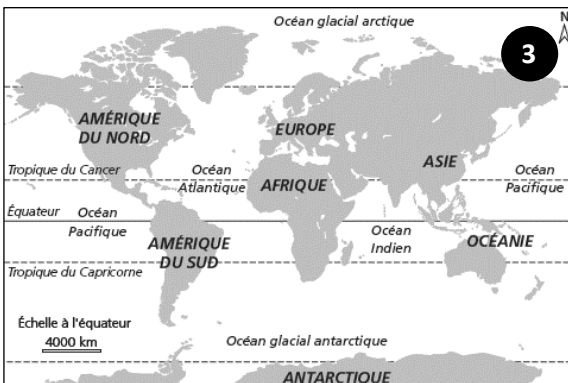 Océan glacial arctique
N
3
AMÉRIQUE
DU NORD
EUROPE
ASIE
Tropique du Cancer
Océan
Atlantique
AFRIQUE
Océan
Pacifique
Équateur
Océan
Pacifique
AMÉRIQUE
DU SUD
Océan
Indien
OCÉANIE
Tropique du Capricorne
Échelle à l'équateur
4000 km
Océan glacial antarctique
ANTARCTIQUE